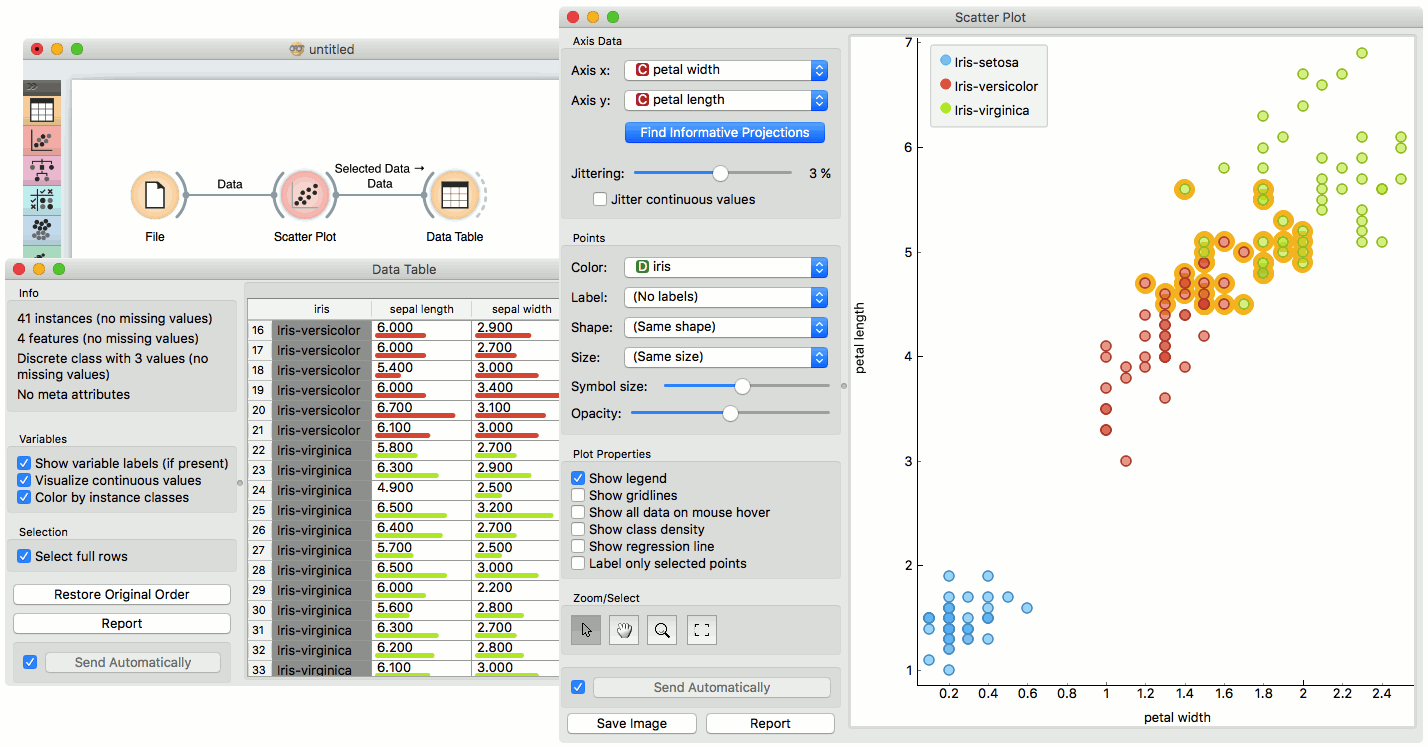 untitled
Data
Selected Data →
Data
File
Scatter Plot
Data Table
Data Table
Info
41 instances (no missing values)
4 features (no missing values)
Discrete class with 3 values (no
missing values)
No meta attributes
Variables
Show variable labels (if present)
Visualize continuous values
Color by instance classes
Selection
Select full rows
Restore Original Order
Report
Send Automatically
iris sepal length sepal width
16 Iris-versicolor 6.000 2.900
17 Iris-versicolor 6.000 2.700
18 Iris-versicolor 5.400 3.000
19 Iris-versicolor 6.000 3.400
20 Iris-versicolor 6.700 3.100
21 Iris-versicolor 6.100 3.000
22 Iris-virginica 5.800 2.700
23 Iris-virginica 6.300 2.900
24 Iris-virginica 4.900 2.500
25 Iris-virginica 6.500 3.200
26 Iris-virginica 6.400 2.700
27 Iris-virginica 5.700 2.500
28 Iris-virginica 6.500 3.000
29 Iris-virginica 6.000 2.200
30 Iris-virginica 5.600 2.800
31 Iris-virginica 6.300 2.700
32 Iris-virginica 6.200 2.800
33 Iris-virginica 6.100 3.000
Scatter Plot
Axis Data
Axis x: C petal width
Axis y: C petal length
Find Informative Projections
Jittering: 3 %
Jitter continuous values
Points
Color: D iris
Label: (No labels)
Shape: (Same shape)
Size: (Same size)
Symbol size:
Opacity:
Plot Properties
Show legend
Show gridlines
Show all data on mouse hover
Show class density
Show regression line
Label only selected points
Zoom/Select
Send Automatically
Save Image
Report
Iris-setosa
Iris-versicolor
Iris-virginica
7
6
5
4
3
2
1
petal length
0.2 0.4 0.6 0.8 1 1.2 1.4 1.6 1.8 2 2.2 2.4
petal width